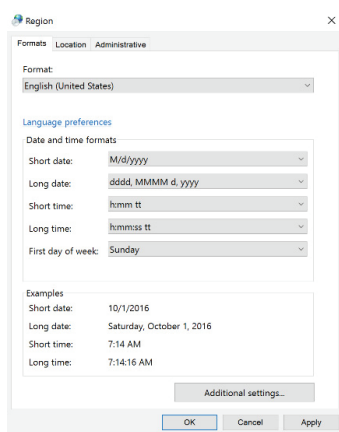 Region
Formats Location Administrative
Format:
English (United States)
Language preferences
Date and time formats
Short date: M/d/yyyy
Long date: dddd, MMMM d, yyyy
Short time: h:mm tt
Long time: h:mm:ss tt
First day of week: Sunday
Examples
Short date: 10/1/2016
Long date: Saturday, October 1, 2016
Short time: 7:14 AM
Long time: 7:14:16 AM
Additional settings...
OK Cancel Apply